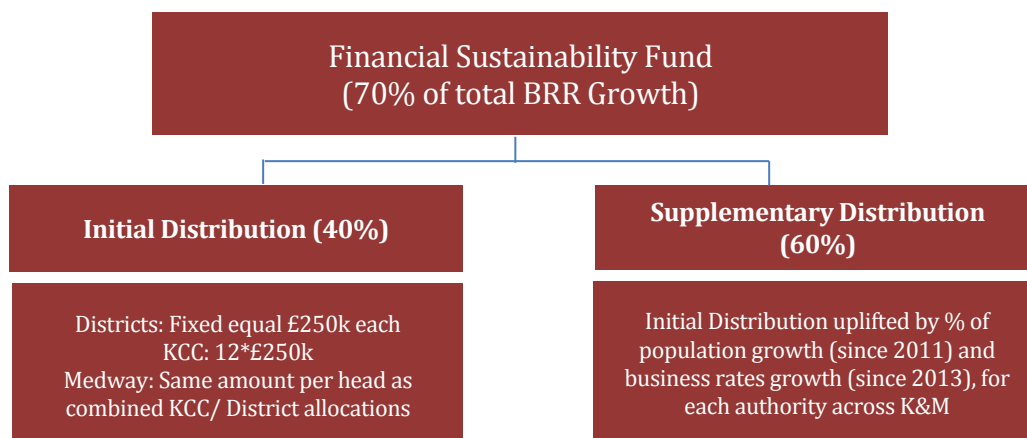 Financial Sustainability Fund
(70% of total BRR Growth)
Initial Distribution (40%)
Districts: Fixed equal £250k each
KCC: 12*£250k
Medway: Same amount per head as
combined KCC/ District allocations
Supplementary Distribution
(60%)
Initial Distribution uplifted by % of
population growth (since 2011) and
business rates growth (since 2013), for
each authority across K&M